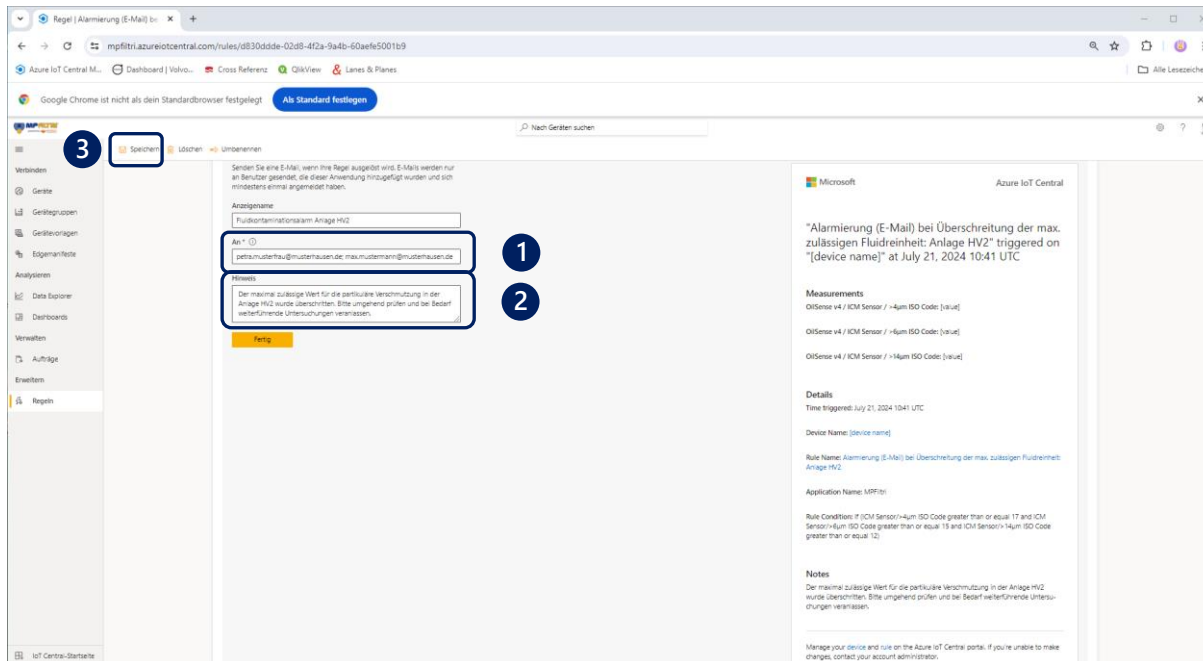 Regel | Alarmierung (E-Mail) be
mpfiltri.azureiotcentral.com/rules/d830ddde-02d8-4f2a-9a4b-60aefe5001b9
Azure IoT Central M...
Dashboard | Volvo...
Cross Referenz
QlikView
Lanes & Planes
Alle Lesezeiche
Google Chrome ist nicht als dein Standardbrowser festgelegt
Als Standard festlegen
MP FILTRI
Nach Geräten suchen
3
Speichern
Löschen
Umbenennen
Verbinden
Geräte
Gerätegruppen
Gerätevorlagen
Edgemanifeste
Analysieren
Data Explorer
Dashboards
Verwalten
Aufträge
Erweitern
Regeln
IoT Central-Startseite
Senden Sie eine E-Mail, wenn Ihre Regel ausgelöst wird. E-Mails werden nur
an Benutzer gesendet, die dieser Anwendung hinzugefügt wurden und sich
mindestens einmal angemeldet haben.
Anzeigename
Fluidkontaminationsalarm Anlage HV2
An *
petra.musterfrau@musterhausen.de; max.mustermann@musterhausen.de
1
Hinweis
Der maximal zulässige Wert für die partikuläre Verschmutzung in der
Anlage HV2 wurde überschritten. Bitte umgehend prüfen und bei Bedarf
weiterführende Untersuchungen veranlassen.
2
Fertig
Microsoft
Azure IoT Central
"Alarmierung (E-Mail) bei Überschreitung der max.
zulässigen Fluidreinheit: Anlage HV2" triggered on
"[device name]" at July 21, 2024 10:41 UTC
Measurements
OilSense v4 / ICM Sensor / >4µm ISO Code: [value]
OilSense v4 / ICM Sensor / >6µm ISO Code: [value]
OilSense v4 / ICM Sensor / >14µm ISO Code: [value]
Details
Time triggered: July 21, 2024 10:41 UTC
Device Name: [device name]
Rule Name: Alarmierung (E-Mail) bei Überschreitung der max. zulässigen Fluidreinheit:
Anlage HV2
Application Name: MPFiltri
Rule Condition: If (ICM Sensor/>4µm ISO Code greater than or equal 17 and ICM
Sensor/>6µm ISO Code greater than or equal 15 and ICM Sensor/>14µm ISO Code
greater than or equal 12)
Notes
Der maximal zulässige Wert für die partikuläre Verschmutzung in der Anlage HV2
wurde überschritten. Bitte umgehend prüfen und bei Bedarf weiterführende Untersu-
chungen veranlassen.
Manage your device and rule on the Azure IoT Central portal. If you're unable to make
changes, contact your account administrator.